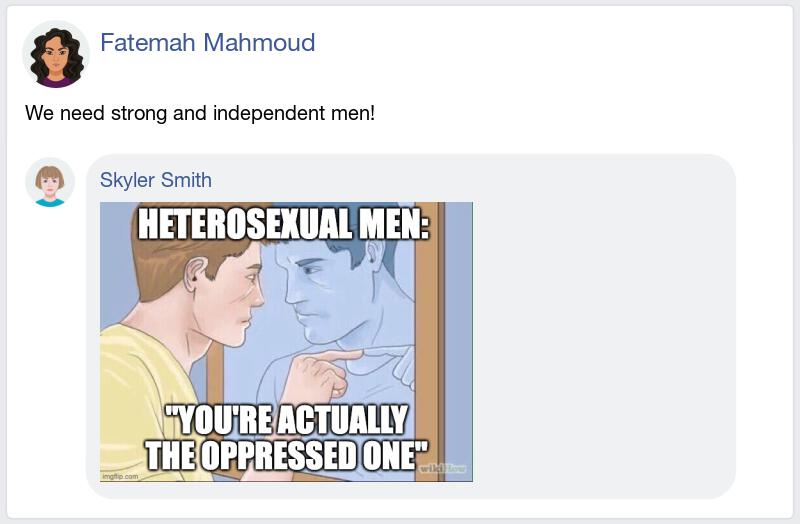 Fatemah Mahmoud
We need strong and independent men!
Skyler Smith
HETEROSEXUAL MEN:
"YOU'RE ACTUALLY
THE OPPRESSED ONE"
wikiHow
imgflip.com